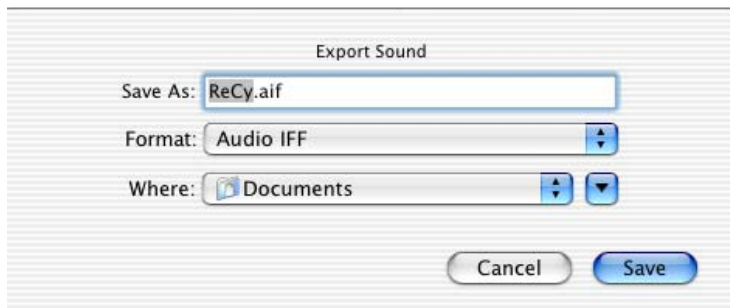 Export Sound
Save As: ReCy.aif
Format: Audio IFF
Where: Documents
Cancel Save